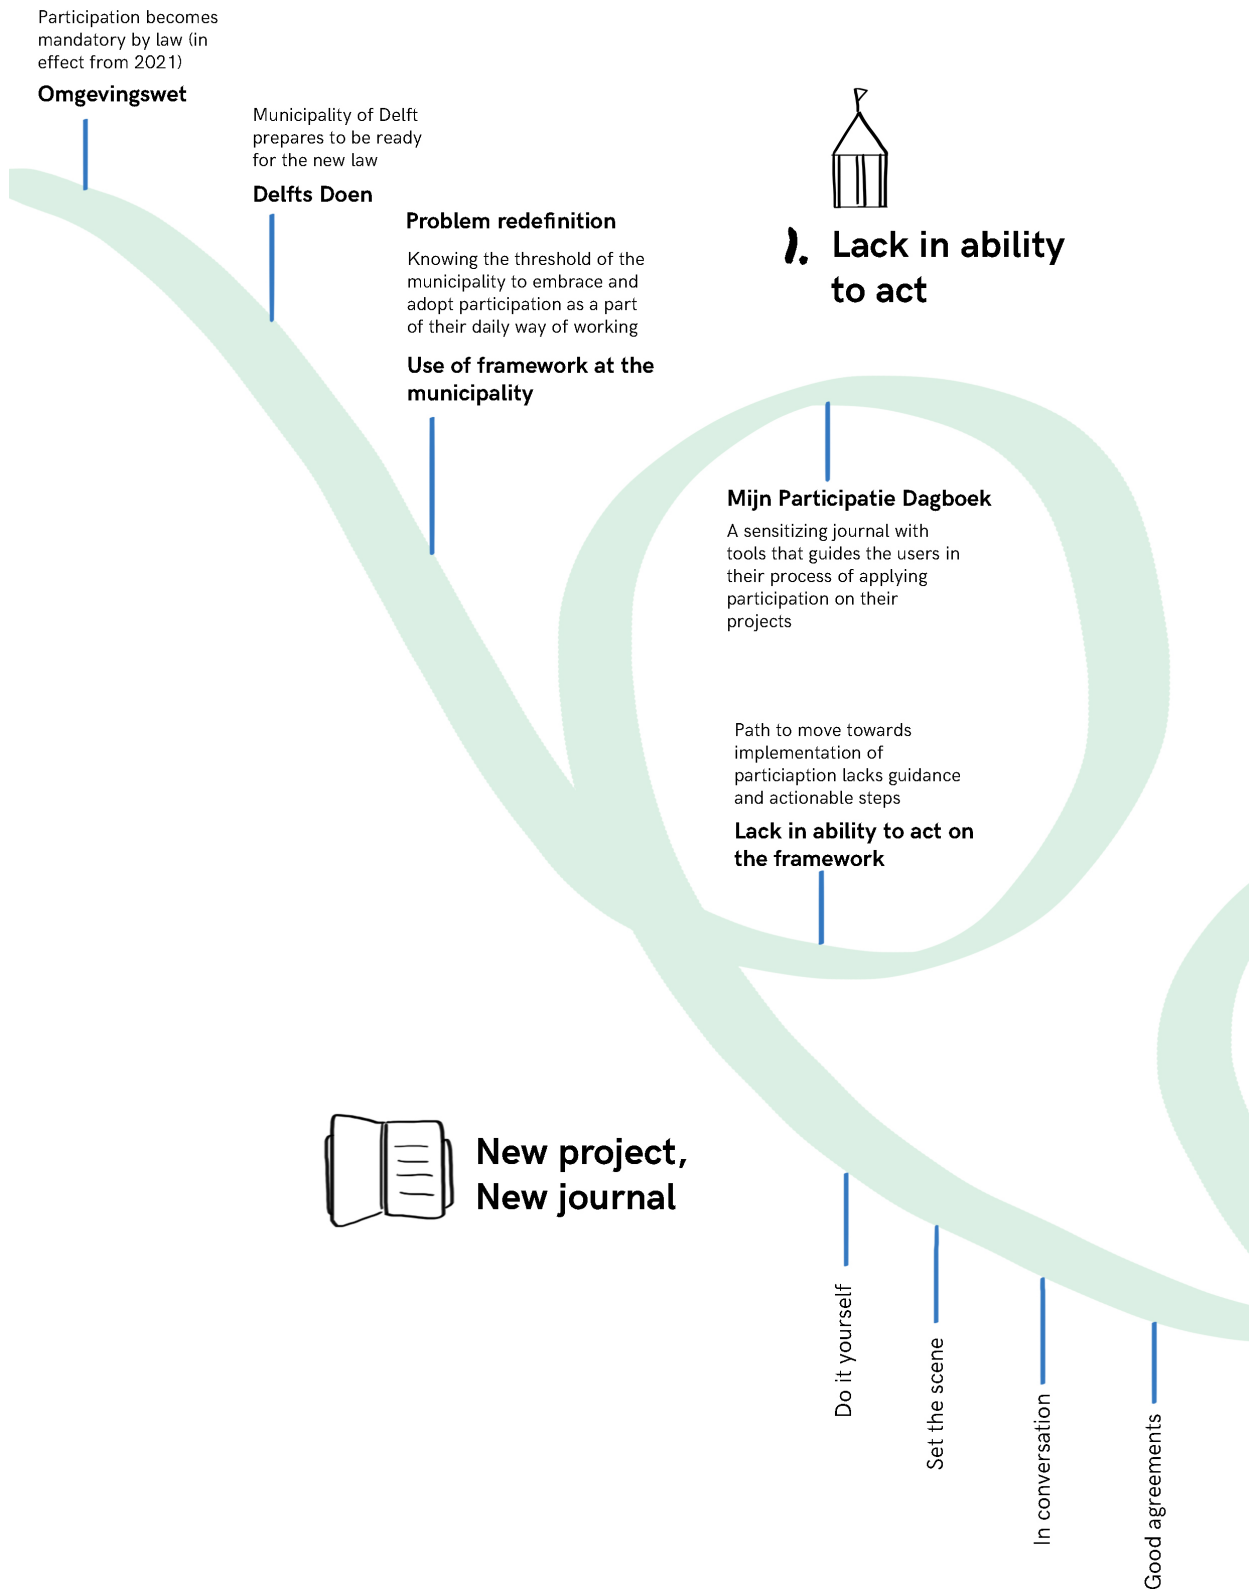 Participation becomes
mandatory by law (in
effect from 2021)
Omgevingswet
Municipality of Delft
prepares to be ready
for the new law
Delfts Doen
Problem redefinition
Knowing the threshold of the
municipality to embrace and
adopt participation as a part
of their daily way of working
Use of framework at the
municipality
1. Lack in ability
to act
Mijn Participatie Dagboek
A sensitizing journal with
tools that guides the users in
their process of applying
participation on their
projects
Path to move towards
implementation of
particiaption lacks guidance
and actionable steps
Lack in ability to act on
the framework
New project,
New journal
Do it yourself
Set the scene
In conversation
Good agreements